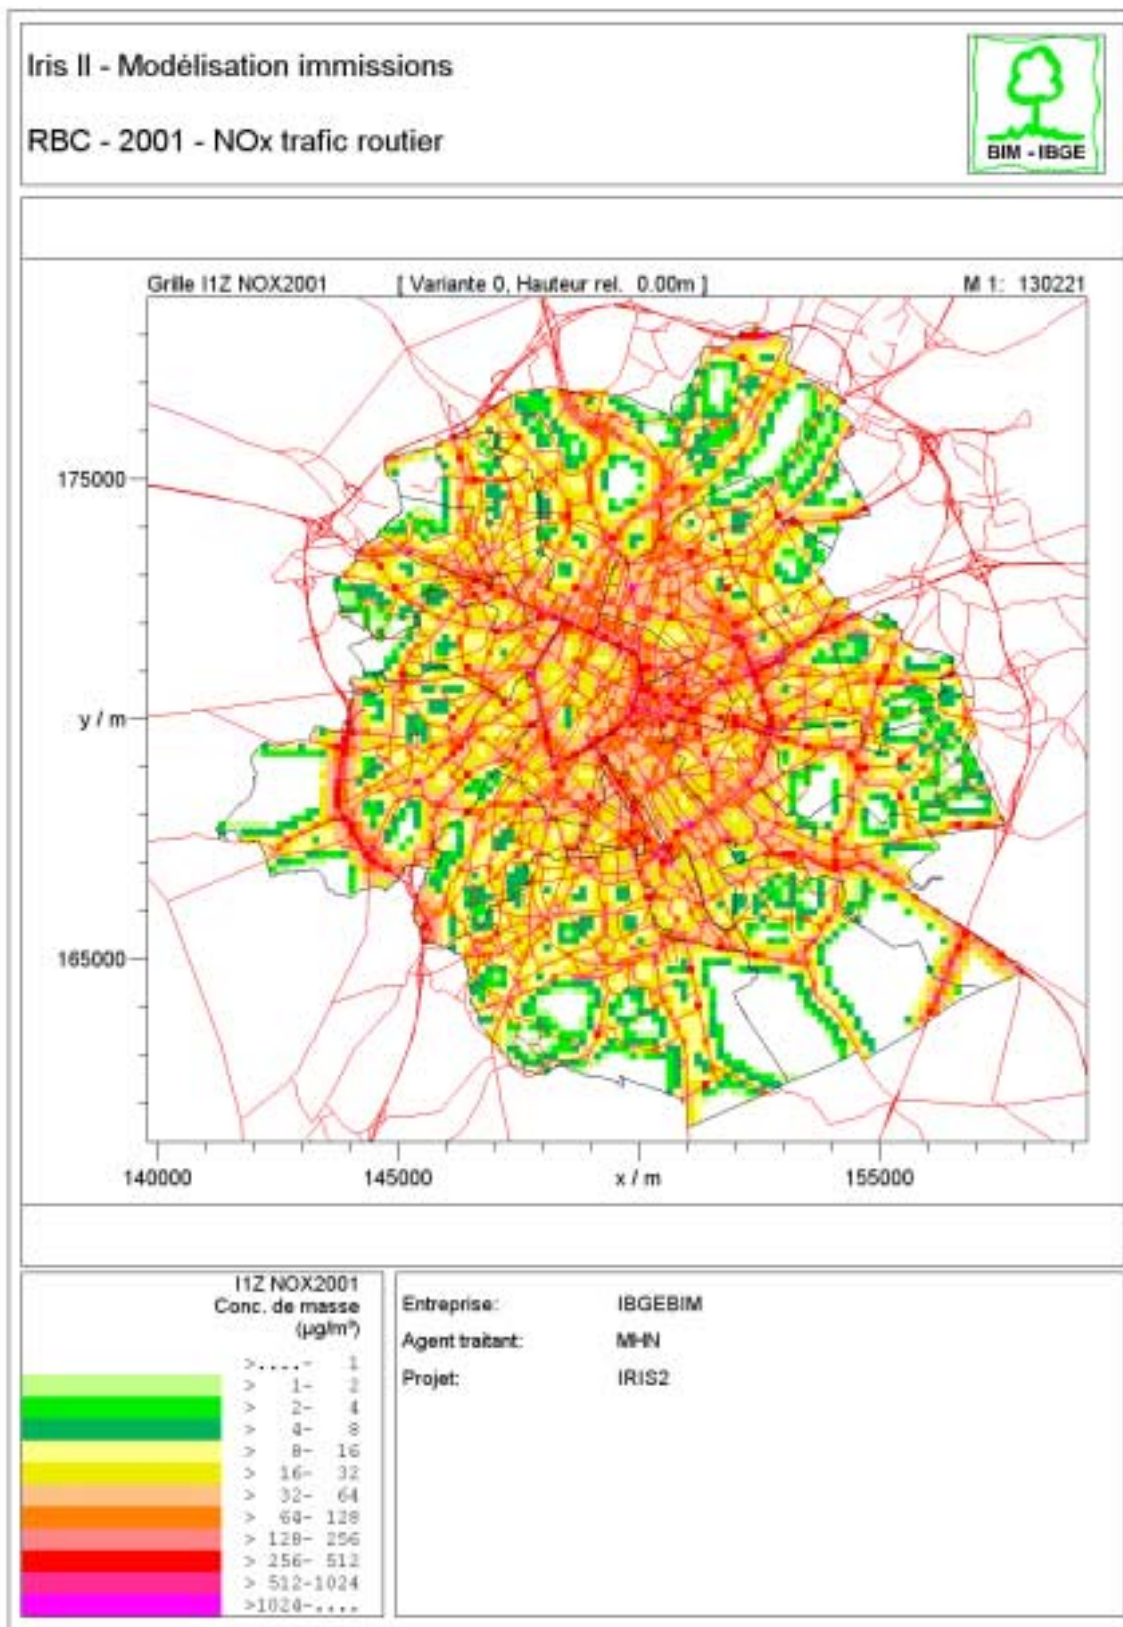 Iris II - Modélisation immissions
RBC - 2001 - NOx trafic routier
BIM - IBGE
Grille I1Z NOX2001 [ Variante 0, Hauteur rel. 0.00m ] M 1: 130221
175000
y / m
165000
140000 145000 x / m 155000
I1Z NOX2001
Conc. de masse
(µg/m³)
>....- 1
> 1- 2
> 2- 4
> 4- 8
> 8- 16
> 16- 32
> 32- 64
> 64- 128
> 128- 256
> 256- 512
> 512-1024
>1024-....
Entreprise: IBGEBIM
Agent traitant: MHN
Projet: IRIS2